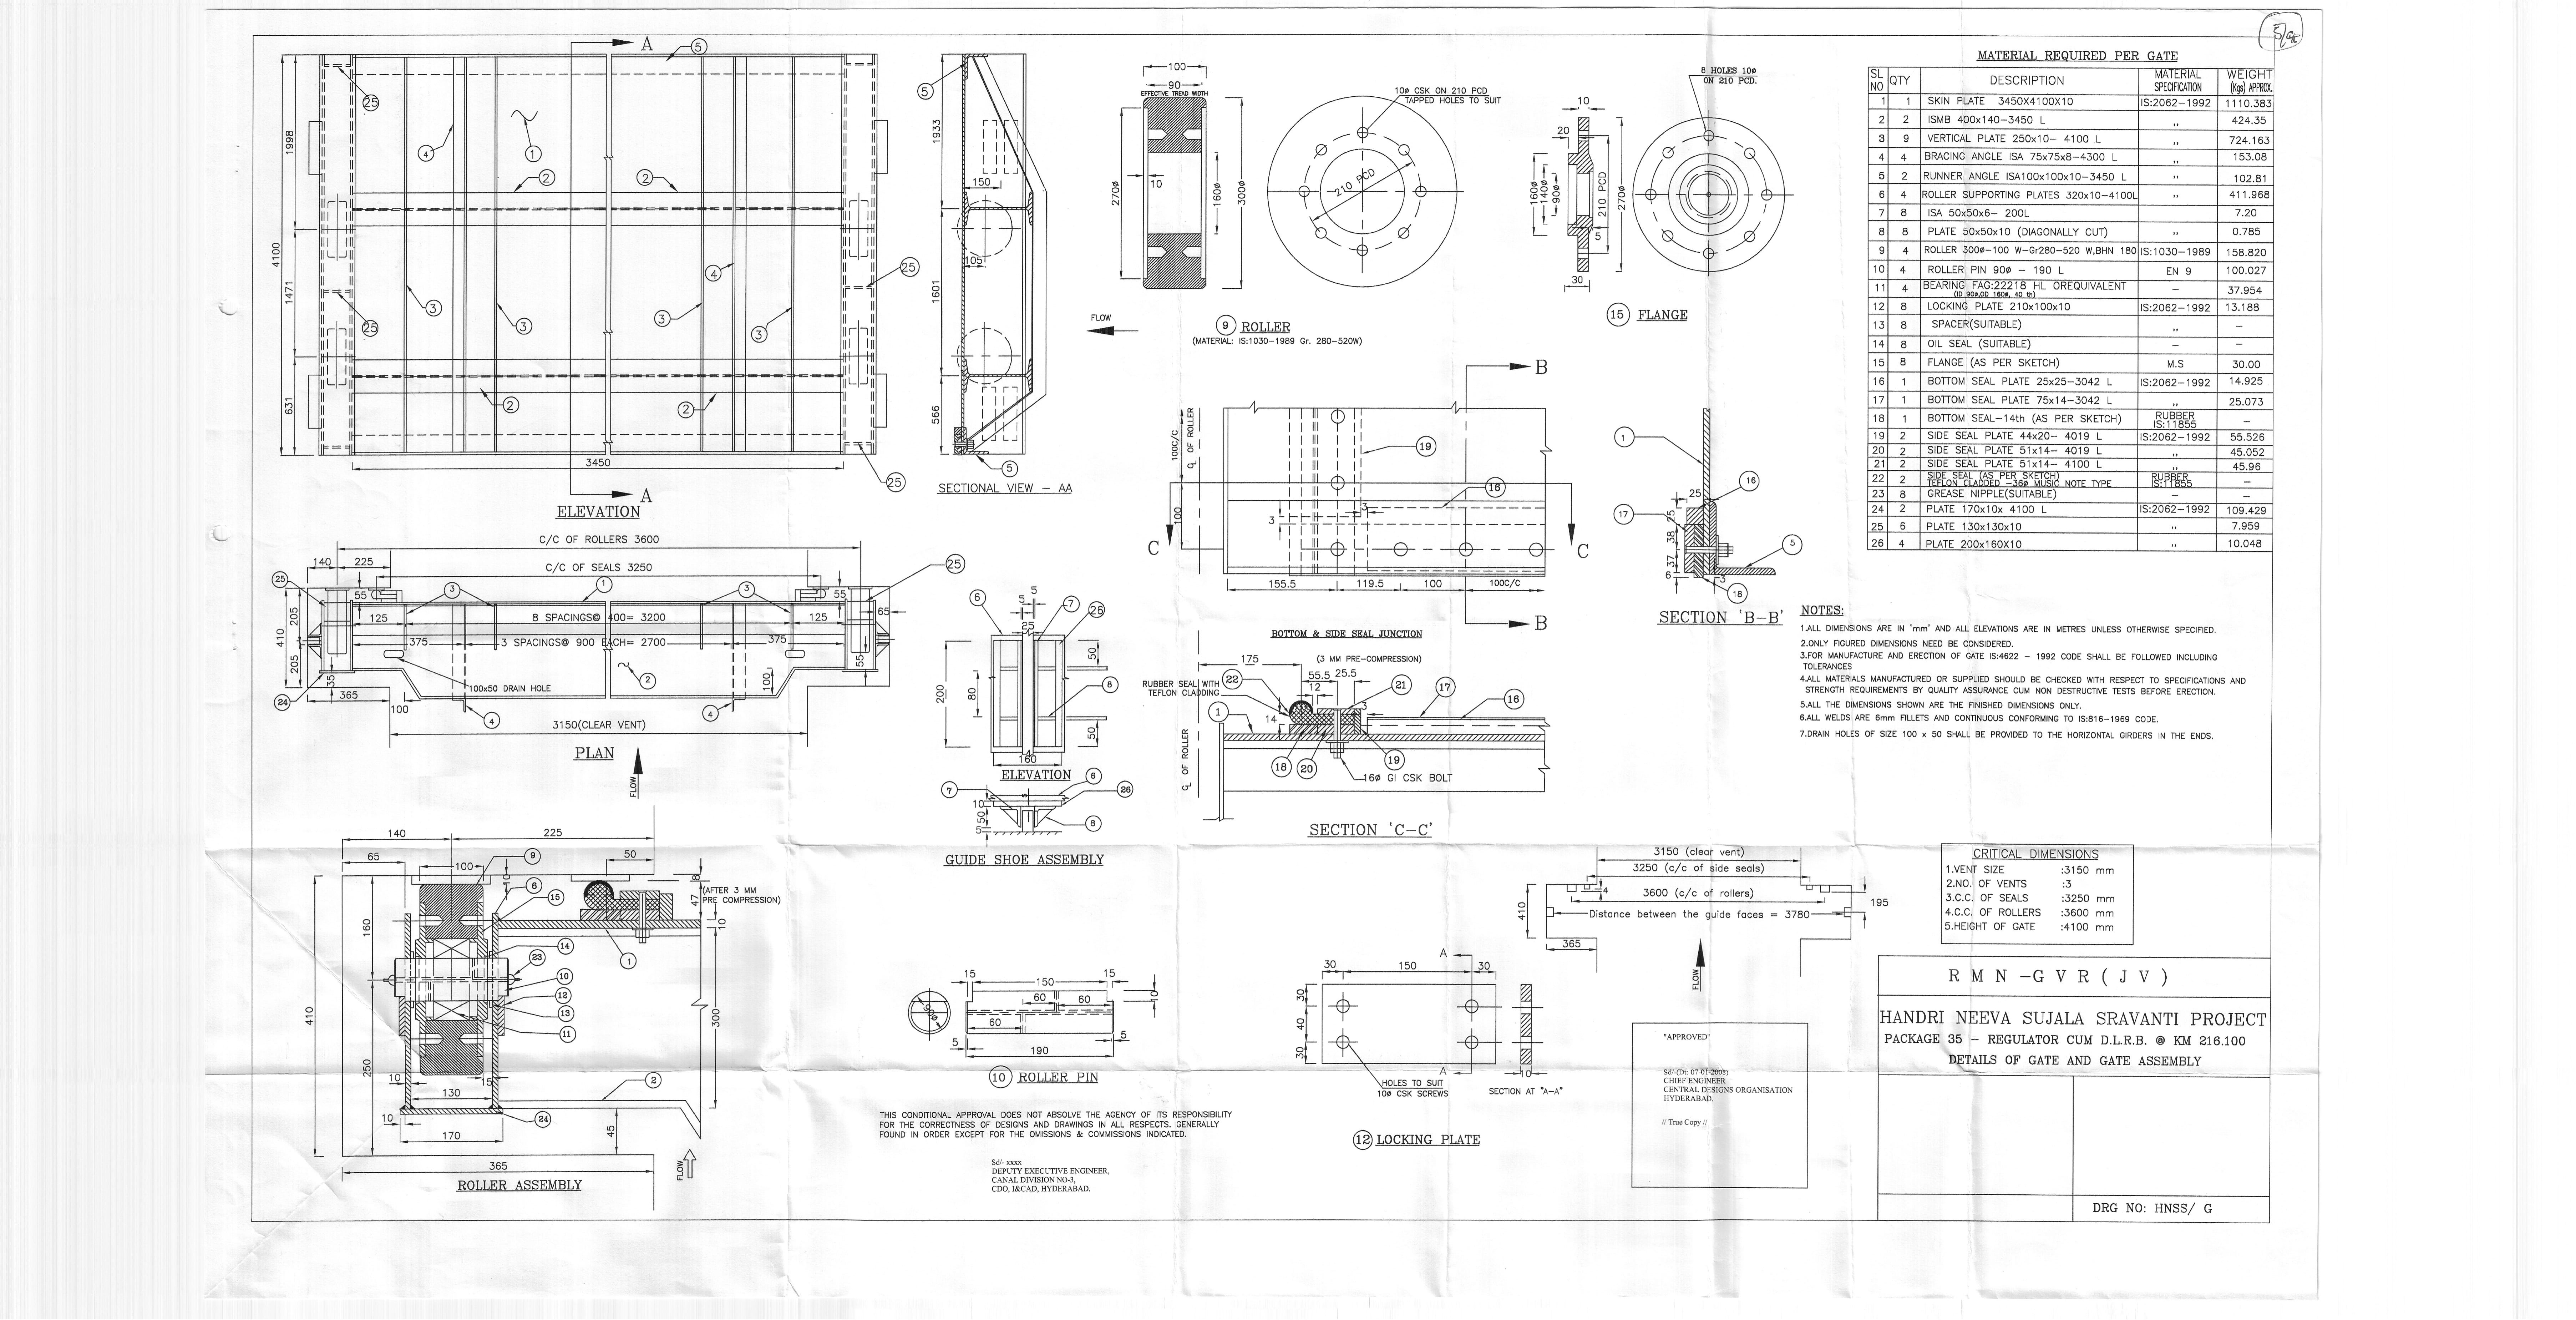 5/GTE
A
5
25
4
1
2
2
3
3
4
3
3
25
25
2
2
25
1998
4100
1471
631
3450
A
ELEVATION
5
1933
150
105
1601
566
5
SECTIONAL VIEW - AA
100
90
EFFECTIVE TREAD WIDTH
270ø
10
160ø
300ø
10ø CSK ON 210 PCD
TAPPED HOLES TO SUIT
210 PCD
FLOW
9 ROLLER
(MATERIAL: IS:1030-1989 Gr. 280-520W)
8 HOLES 10ø
ON 210 PCD.
10
20
160ø
140ø
90ø
210 PCD
270ø
5
30
15 FLANGE
MATERIAL REQUIRED PER GATE
SL NO QTY DESCRIPTION MATERIAL SPECIFICATION WEIGHT (Kgs) APPROX.
1 1 SKIN PLATE 3450X4100X10 IS:2062-1992 1110.383
2 2 ISMB 400x140-3450 L ,, 424.35
3 9 VERTICAL PLATE 250x10- 4100 L ,, 724.163
4 4 BRACING ANGLE ISA 75x75x8-4300 L ,, 153.08
5 2 RUNNER ANGLE ISA100x100x10-3450 L ,, 102.81
6 4 ROLLER SUPPORTING PLATES 320x10-4100L ,, 411.968
7 8 ISA 50x50x6- 200L 7.20
8 8 PLATE 50x50x10 (DIAGONALLY CUT) ,, 0.785
9 4 ROLLER 300ø-100 W-Gr280-520 W,BHN 180 IS:1030-1989 158.820
10 4 ROLLER PIN 90ø - 190 L EN 9 100.027
11 4 BEARING FAG:22218 HL OREQUIVALENT - 37.954
(ID 90ø,OD 160ø, 40 th)
12 8 LOCKING PLATE 210x100x10 IS:2062-1992 13.188
13 8 SPACER(SUITABLE) ,, -
14 8 OIL SEAL (SUITABLE) - -
15 8 FLANGE (AS PER SKETCH) M.S 30.00
16 1 BOTTOM SEAL PLATE 25x25-3042 L IS:2062-1992 14.925
17 1 BOTTOM SEAL PLATE 75x14-3042 L ,, 25.073
18 1 BOTTOM SEAL-14th (AS PER SKETCH) RUBBER IS:11855 -
19 2 SIDE SEAL PLATE 44x20- 4019 L IS:2062-1992 55.526
20 2 SIDE SEAL PLATE 51x14- 4019 L ,, 45.052
21 2 SIDE SEAL PLATE 51x14- 4100 L ,, 45.96
22 2 SIDE SEAL (AS PER SKETCH) TEFLON CLADDED -36ø MUSIC NOTE TYPE RUBBER IS:11855 -
23 8 GREASE NIPPLE(SUITABLE) - -
24 2 PLATE 170x10x 4100 L IS:2062-1992 109.429
25 6 PLATE 130x130x10 ,, 7.959
26 4 PLATE 200x160X10 ,, 10.048
C/C OF ROLLERS 3600
140
225
C/C OF SEALS 3250
25
3
1
3
25
55
55
65
205
410
205
125
8 SPACINGS@ 400= 3200
125
375
3 SPACINGS@ 900 EACH= 2700
375
35
100x50 DRAIN HOLE
2
100
55
24
365
100
4
4
3150(CLEAR VENT)
PLAN
FLOW
6
5
5
7
26
25
200
80
50
50
8
160
ELEVATION
6
7
26
10
50
5
8
GUIDE SHOE ASSEMBLY
B
100C/C
℄ OF ROLLER
19
16
100
3
3
C
C
155.5
119.5
100
100C/C
B
BOTTOM & SIDE SEAL JUNCTION
(3 MM PRE-COMPRESSION)
175
RUBBER SEAL WITH
TEFLON CLADDING
22
55.5
25.5
12
21
17
16
1
14
3
℄ OF ROLLER
18
20
19
16ø GI CSK BOLT
SECTION 'C-C'
1
16
25
17
25
38
37
6
3
5
18
SECTION 'B-B'
NOTES:
1.ALL DIMENSIONS ARE IN 'mm' AND ALL ELEVATIONS ARE IN METRES UNLESS OTHERWISE SPECIFIED.
2.ONLY FIGURED DIMENSIONS NEED BE CONSIDERED.
3.FOR MANUFACTURE AND ERECTION OF GATE IS:4622 - 1992 CODE SHALL BE FOLLOWED INCLUDING
TOLERANCES
4.ALL MATERIALS MANUFACTURED OR SUPPLIED SHOULD BE CHECKED WITH RESPECT TO SPECIFICATIONS AND
STRENGTH REQUIREMENTS BY QUALITY ASSURANCE CUM NON DESTRUCTIVE TESTS BEFORE ERECTION.
5.ALL THE DIMENSIONS SHOWN ARE THE FINISHED DIMENSIONS ONLY.
6.ALL WELDS ARE 6mm FILLETS AND CONTINUOUS CONFORMING TO IS:816-1969 CODE.
7.DRAIN HOLES OF SIZE 100 x 50 SHALL BE PROVIDED TO THE HORIZONTAL GIRDERS IN THE ENDS.
140
225
65
100
9
50
10
6
15
8
47
(AFTER 3 MM
PRE COMPRESSION)
10
160
410
14
23
1
10
12
13
11
300
250
10
15
130
2
10
24
170
45
365
FLOW
ROLLER ASSEMBLY
90ø
15
150
15
60
60
10
60
5
5
190
10 ROLLER PIN
THIS CONDITIONAL APPROVAL DOES NOT ABSOLVE THE AGENCY OF ITS RESPONSIBILITY
FOR THE CORRECTNESS OF DESIGNS AND DRAWINGS IN ALL RESPECTS. GENERALLY
FOUND IN ORDER EXCEPT FOR THE OMISSIONS & COMMISSIONS INDICATED.
Sd/- xxxx
DEPUTY EXECUTIVE ENGINEER,
CANAL DIVISION NO-3,
CDO, I&CAD, HYDERABAD.
A
30
150
30
30
40
30
A
10
HOLES TO SUIT
10ø CSK SCREWS
SECTION AT "A-A"
12 LOCKING PLATE
3150 (clear vent)
3250 (c/c of side seals)
4
3600 (c/c of rollers)
410
Distance between the guide faces = 3780
195
365
FLOW
"APPROVED"
Sd/-(Dt: 07-01-2008)
CHIEF ENGINEER
CENTRAL DESIGNS ORGANISATION
HYDERABAD.
// True Copy //
CRITICAL DIMENSIONS
1.VENT SIZE :3150 mm
2.NO. OF VENTS :3
3.C.C. OF SEALS :3250 mm
4.C.C. OF ROLLERS :3600 mm
5.HEIGHT OF GATE :4100 mm
R M N - G V R ( J V )
HANDRI NEEVA SUJALA SRAVANTI PROJECT
PACKAGE 35 - REGULATOR CUM D.L.R.B. @ KM 216.100
DETAILS OF GATE AND GATE ASSEMBLY
DRG NO: HNSS/ G